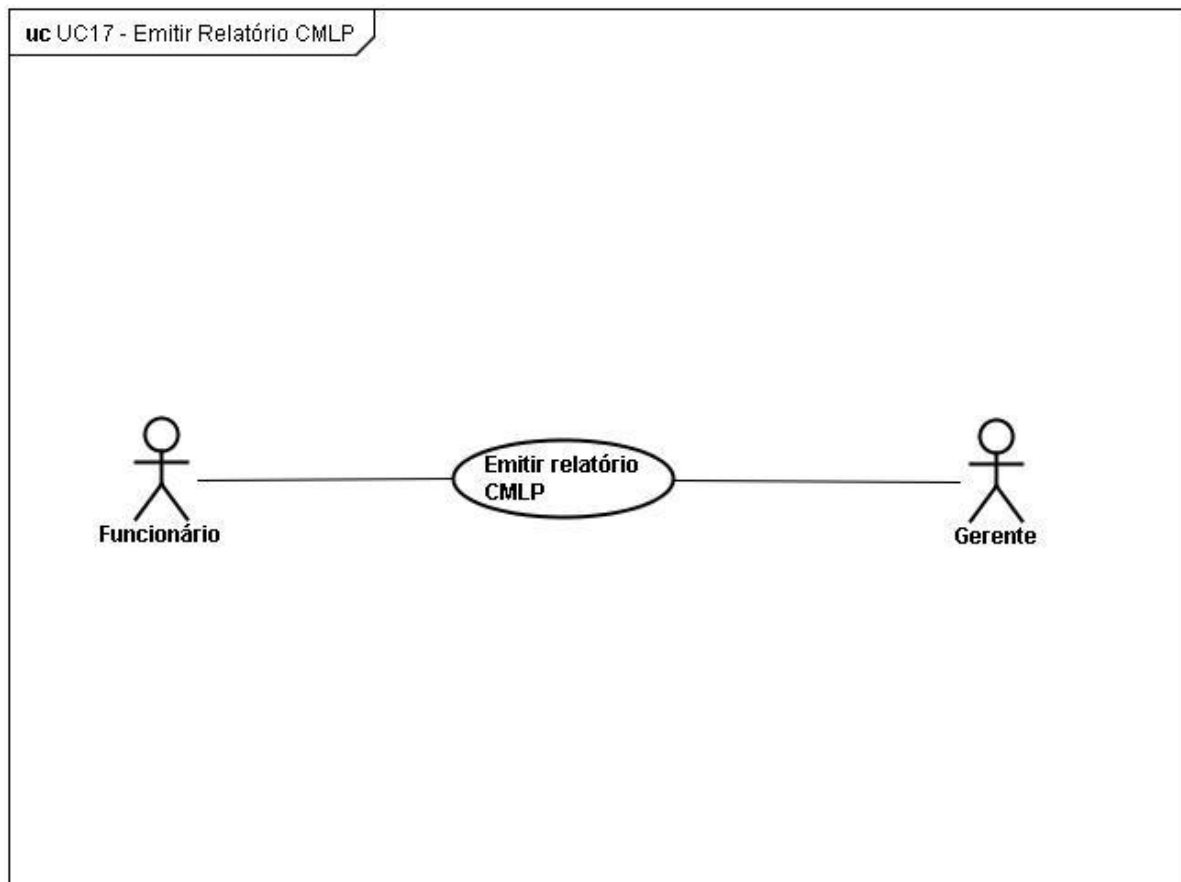 uc UC17 - Emitir Relatório CMLP
Emitir relatório
CMLP
Funcionário
Gerente